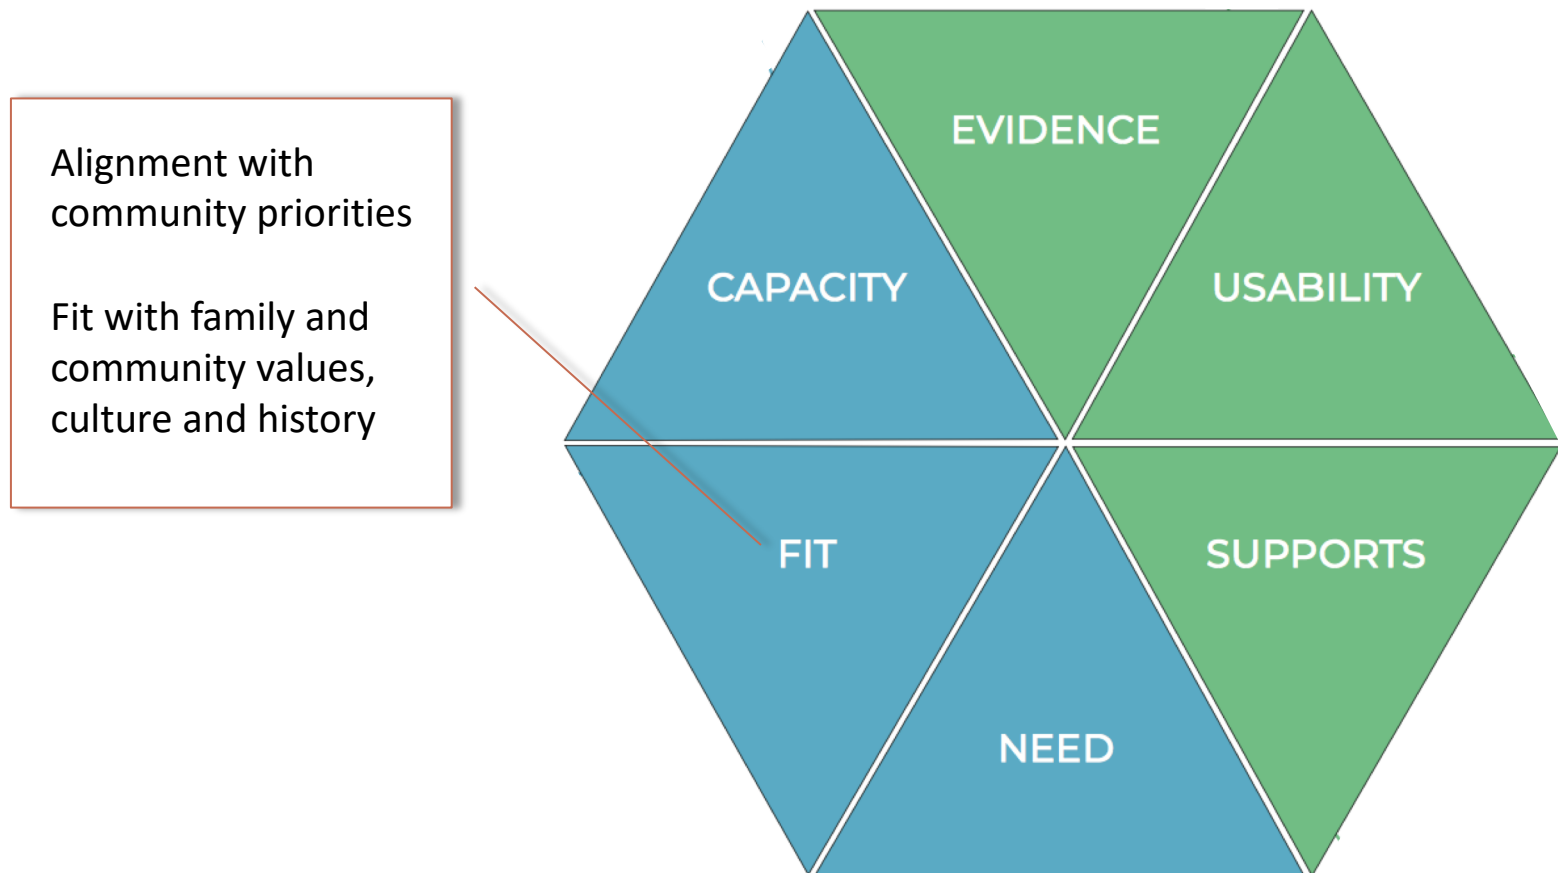 Alignment with
community priorities
Fit with family and
community values,
culture and history
EVIDENCE
CAPACITY
USABILITY
FIT
SUPPORTS
NEED